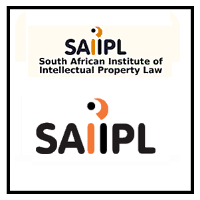 SAIIPL
South African Institute of
Intellectual Property Law
SAIIPL